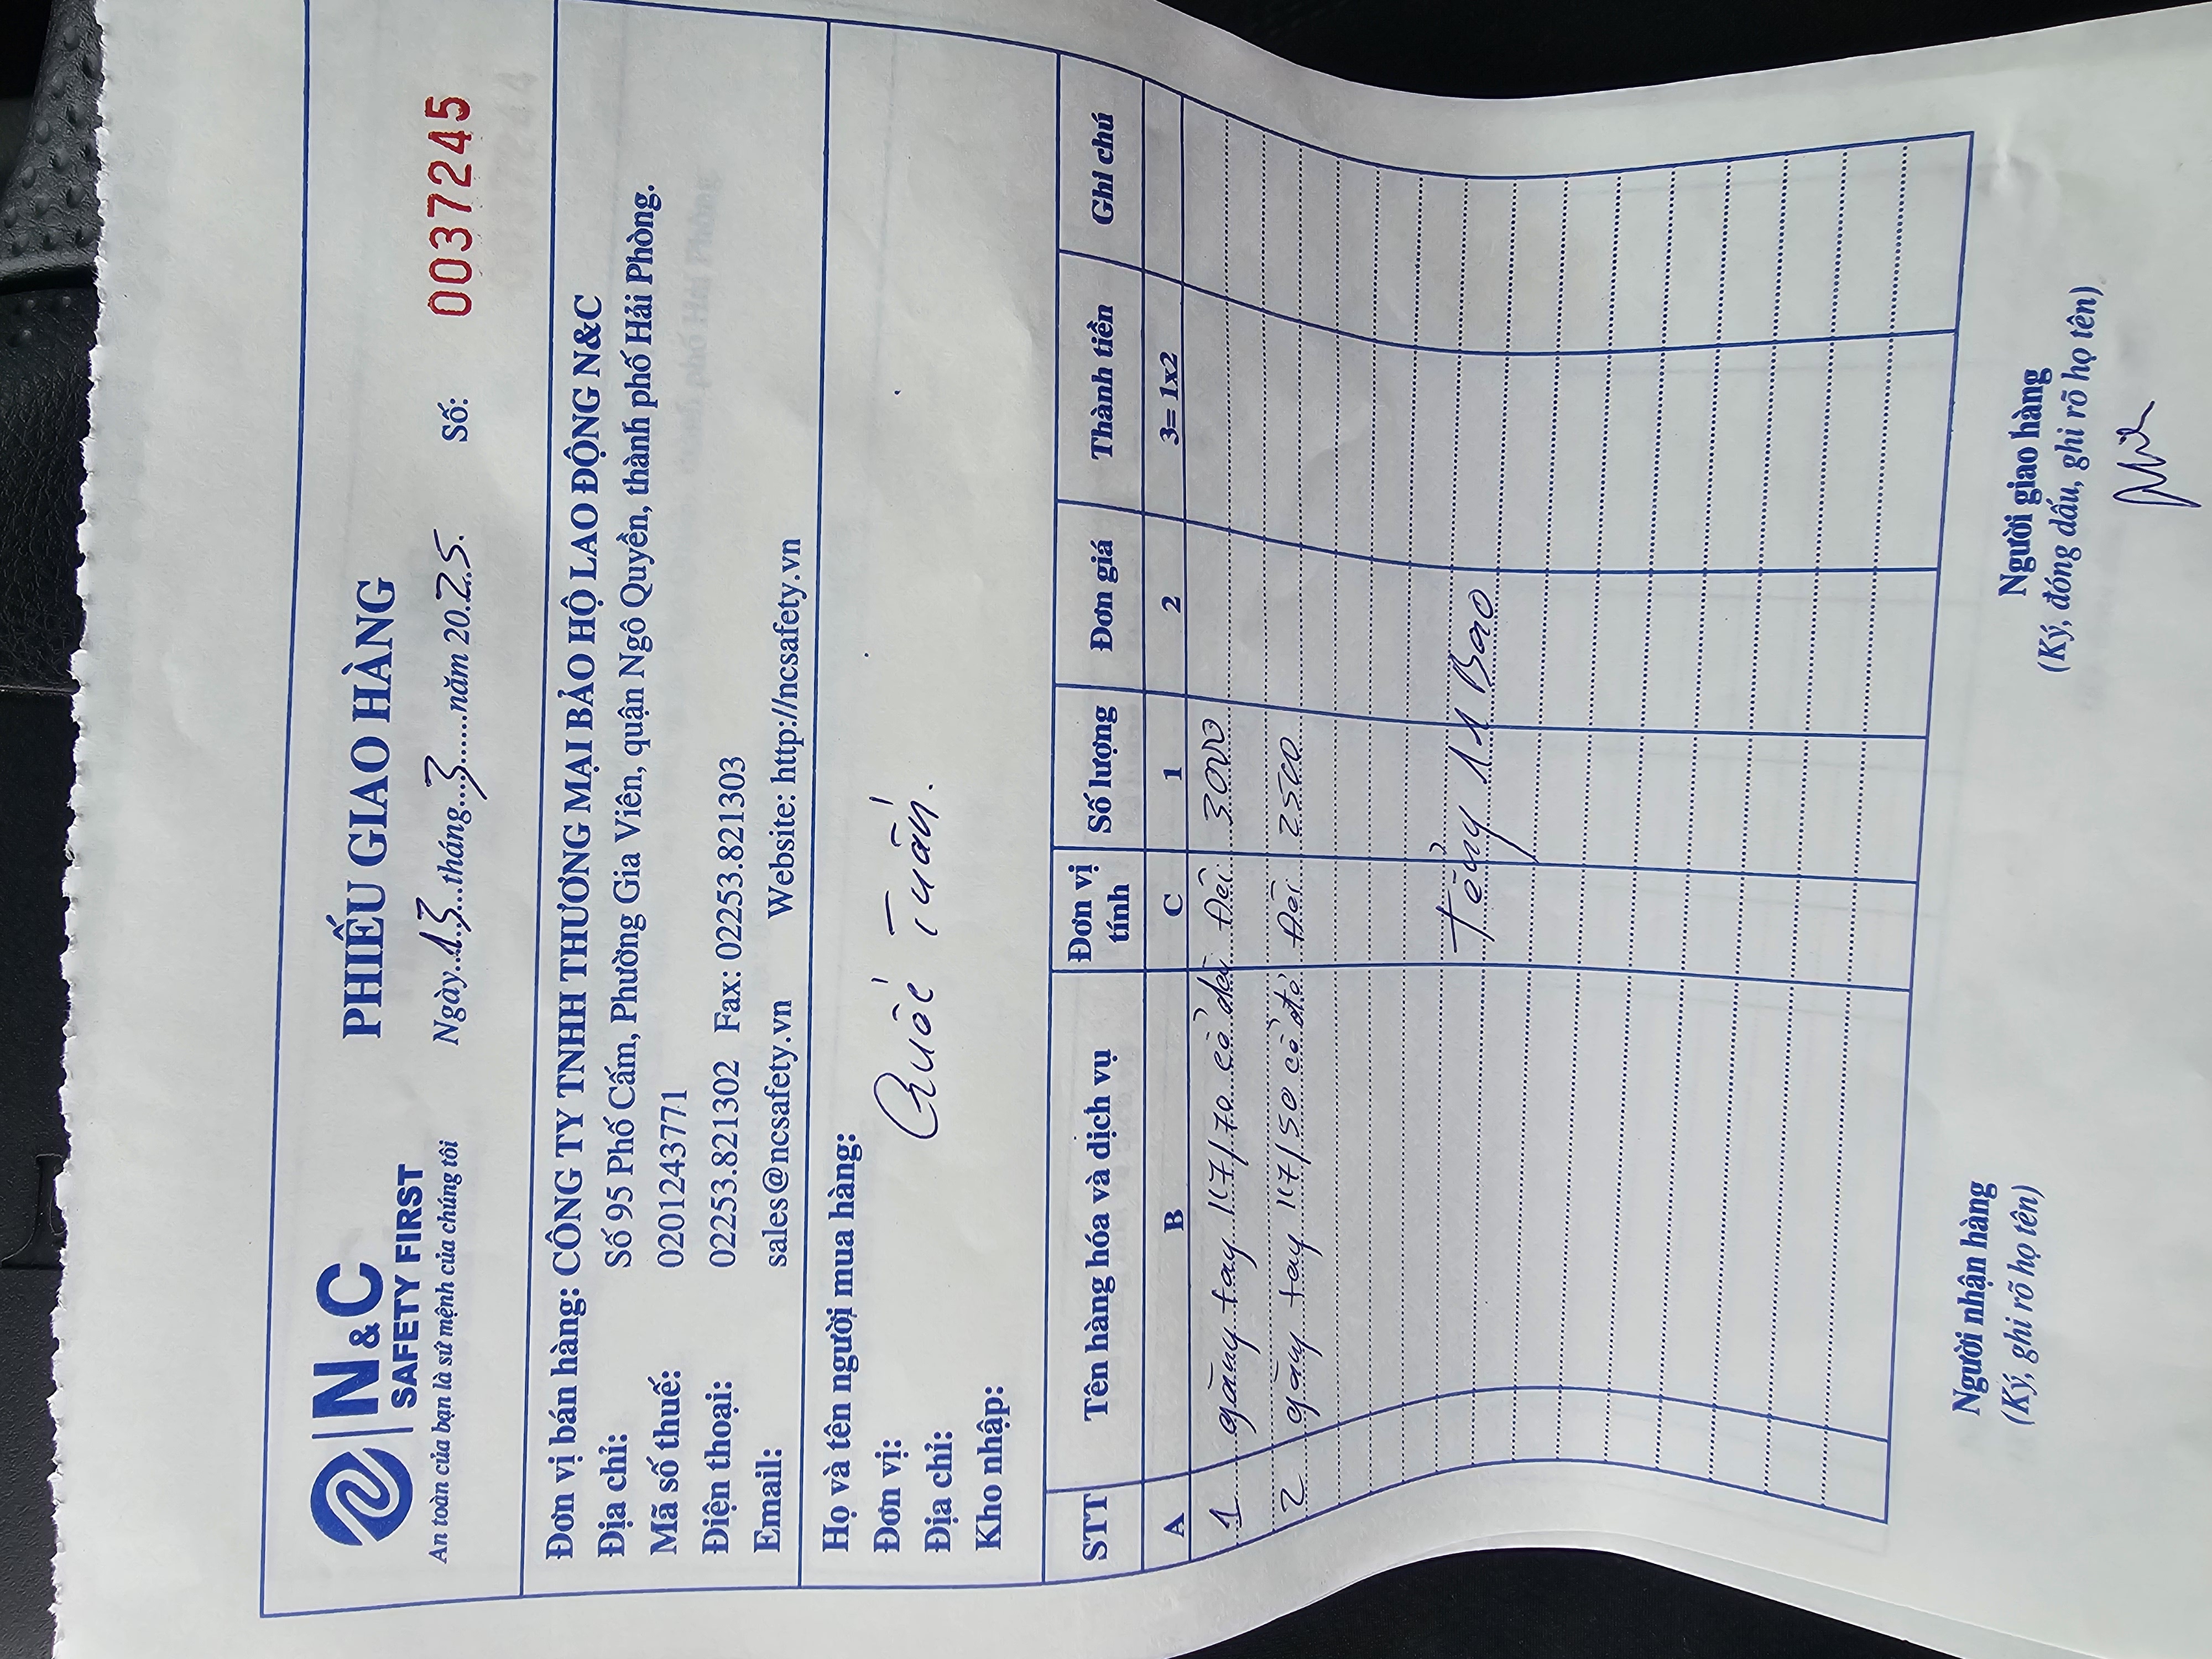 N&C
SAFETY FIRST
An toàn của bạn là sứ mệnh của chúng tôi
PHIẾU GIAO HÀNG
Ngày..13...tháng...3......năm 20.25. Số: 0037245
Đơn vị bán hàng: CÔNG TY TNHH THƯƠNG MẠI BẢO HỘ LAO ĐỘNG N&C
Địa chỉ: Số 95 Phố Cấm, Phường Gia Viên, quận Ngô Quyền, thành phố Hải Phòng.
Mã số thuế: 0201243771
Điện thoại: 02253.821302 Fax: 02253.821303
Email: sales@ncsafety.vn Website: http://ncsafety.vn
Họ và tên người mua hàng:
Đơn vị: Quốc Tuấn.
Địa chỉ:
Kho nhập:
STT Tên hàng hóa và dịch vụ Đơn vị tính Số lượng Đơn giá Thành tiền Ghi chú
A B C 1 2 3= 1x2
1 găng tay 117/70 cổ Đôi 3000
2 găng tay 117/50 cổ đỏ Đôi 2500
Tổng 11 Bao
Người nhận hàng
(Ký, ghi rõ họ tên)
Người giao hàng
(Ký, đóng dấu, ghi rõ họ tên)